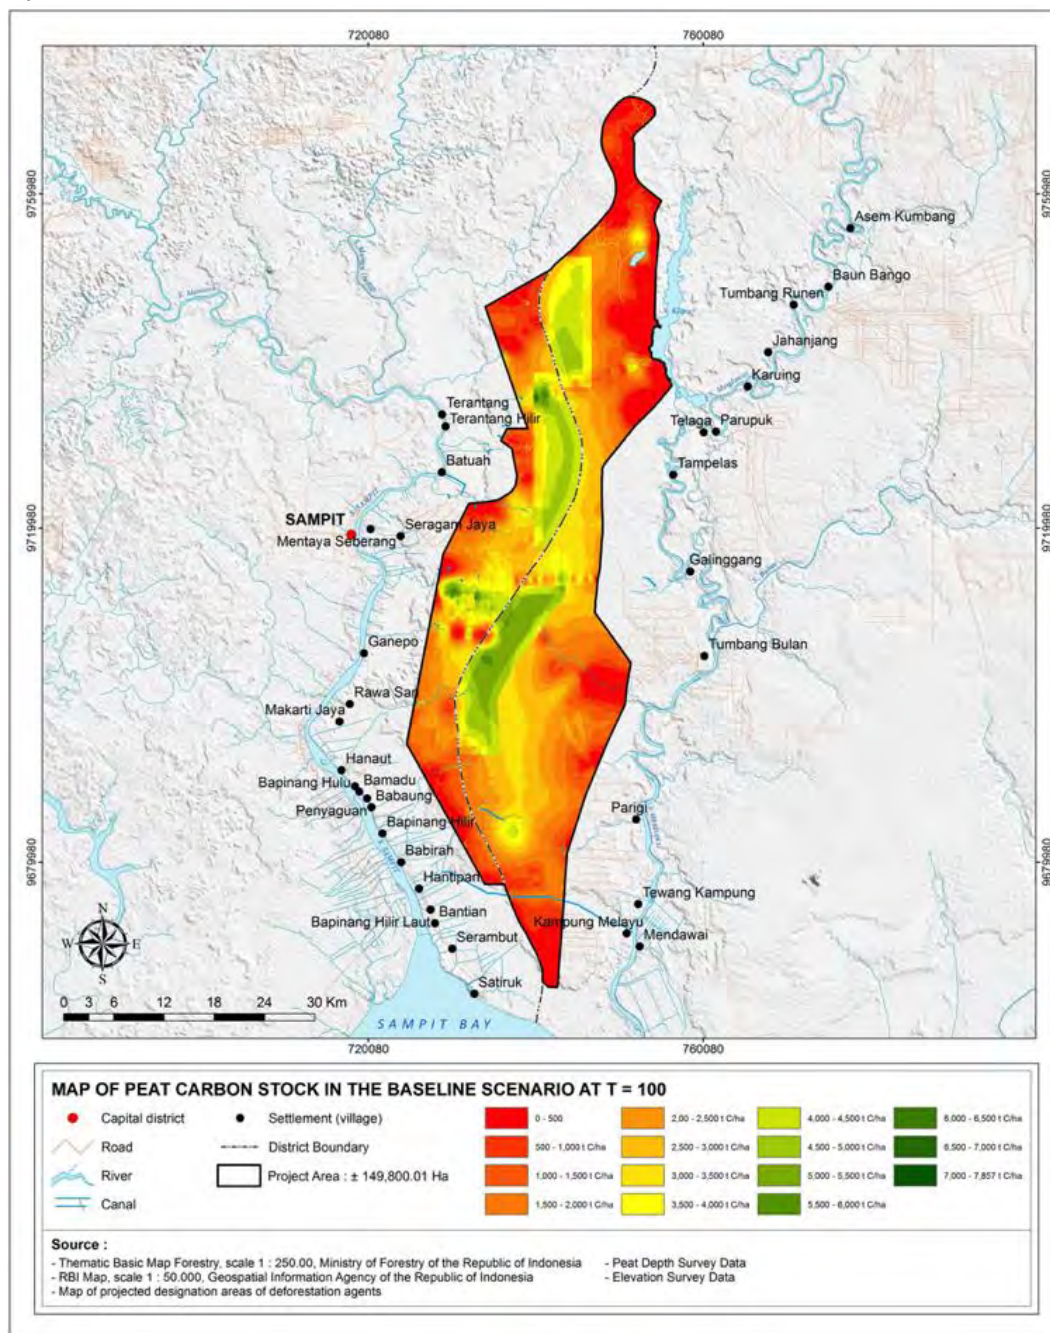 720080
760080
9759980
9759980
Asem Kumbang
Baun Bango
Tumbang Runen
Jahanjang
Karuing
Terantang
Terantang Hilir
Telaga
Parupuk
Batuah
Tampelas
SAMPIT
Seragam Jaya
Mentaya Seberang
9719980
9719980
Galinggang
Ganepo
Tumbang Bulan
Rawa Sari
Makarti Jaya
Hanaut
Bapinang Hulu
Bamadu
Babaung
Penyaguan
Parigi
Bapinang Hilir
Babirah
9679980
9679980
Hantipan
Tewang Kampung
Bantian
Bapinang Hilir Laut
Kampung Melayu
Mendawai
Serambut
N
W
E
S
Satiruk
0 3 6 12 18 24 30 Km
SAMPIT BAY
720080
760080
MAP OF PEAT CARBON STOCK IN THE BASELINE SCENARIO AT T = 100
Capital district
Settlement (village)
Road
District Boundary
River
Project Area : ± 149,800.01 Ha
Canal
0 - 500
500 - 1,000 t C/ha
1,000 - 1,500 t C/ha
1,500 - 2,000 t C/ha
2,00 - 2,500 t C/ha
2,500 - 3,000 t C/ha
3,000 - 3,500 t C/ha
3,500 - 4,000 t C/ha
4,000 - 4,500 t C/ha
4,500 - 5,000 t C/ha
5,000 - 5,500 t C/ha
5,500 - 6,000 t C/ha
6,000 - 6,500 t C/ha
6,500 - 7,000 t C/ha
7,000 - 7,857 t C/ha
Source :
- Thematic Basic Map Forestry, scale 1 : 250.00, Ministry of Forestry of the Republic of Indonesia
- RBI Map, scale 1 : 50.000, Geospatial Information Agency of the Republic of Indonesia
- Map of projected designation areas of deforestation agents
- Peat Depth Survey Data
- Elevation Survey Data